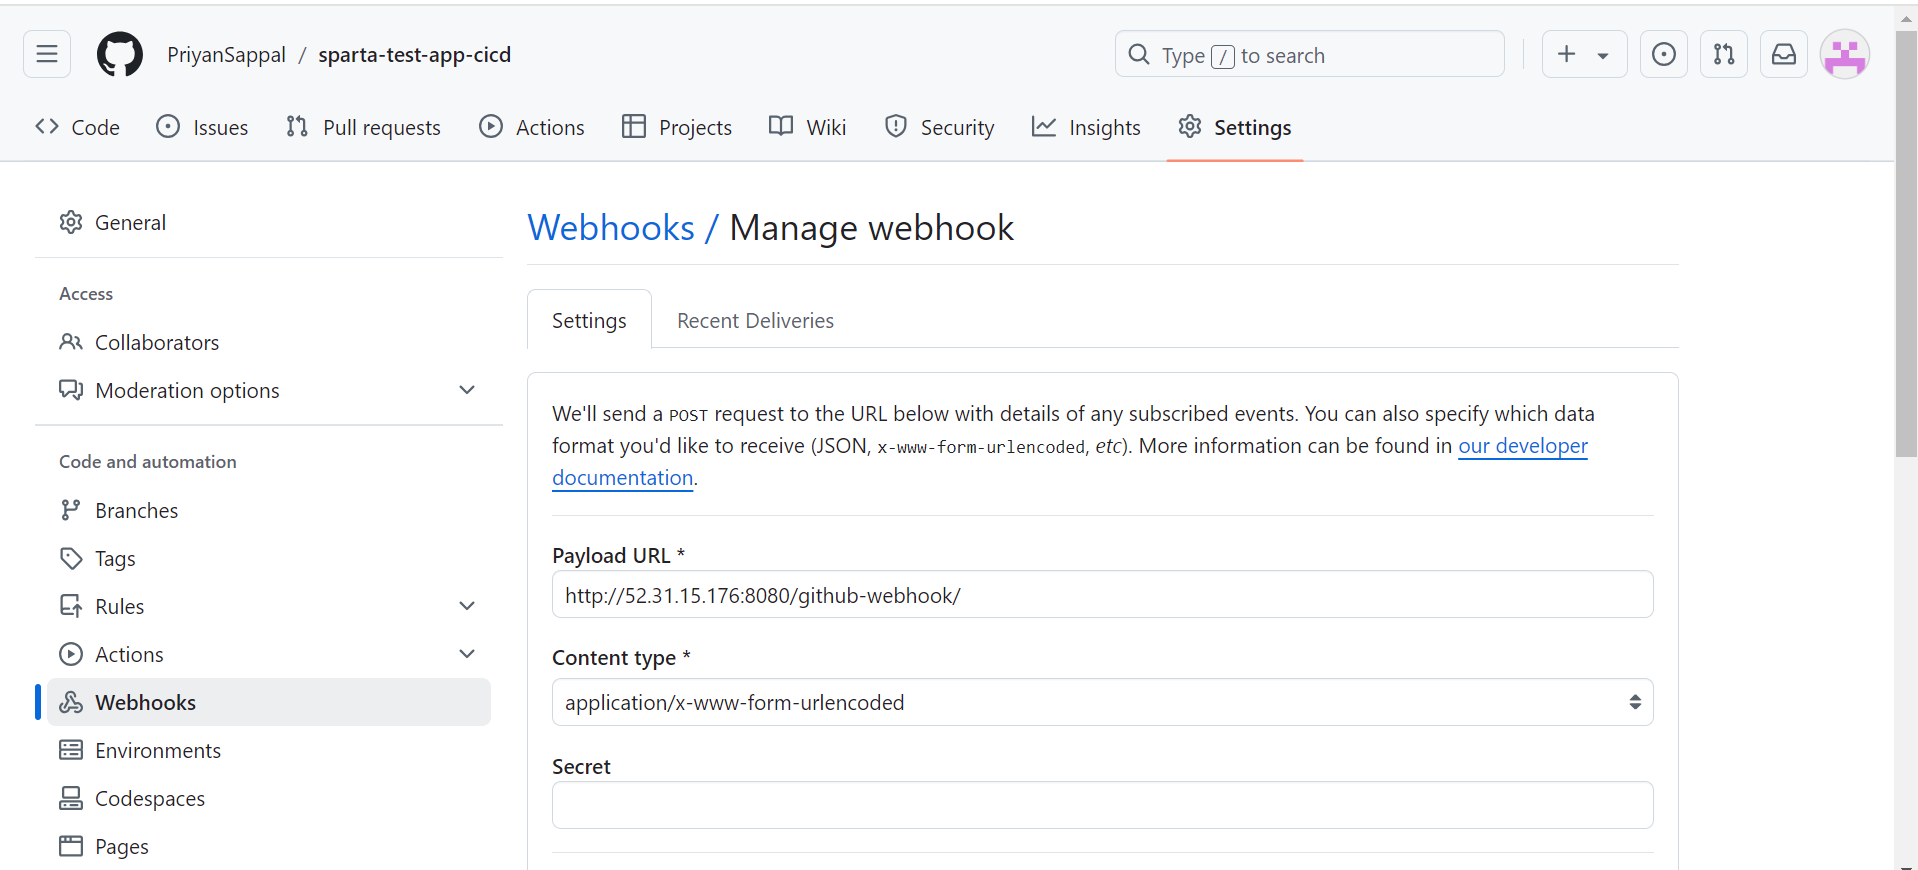 PriyanSappal / sparta-test-app-cicd
Type / to search
Code Issues Pull requests Actions Projects Wiki Security Insights Settings
General
Access
Collaborators
Moderation options
Code and automation
Branches
Tags
Rules
Actions
Webhooks
Environments
Codespaces
Pages
Webhooks / Manage webhook
Settings Recent Deliveries
We'll send a POST request to the URL below with details of any subscribed events. You can also specify which data
format you'd like to receive (JSON, x-www-form-urlencoded, etc). More information can be found in our developer
documentation.
Payload URL *
http://52.31.15.176:8080/github-webhook/
Content type *
application/x-www-form-urlencoded
Secret